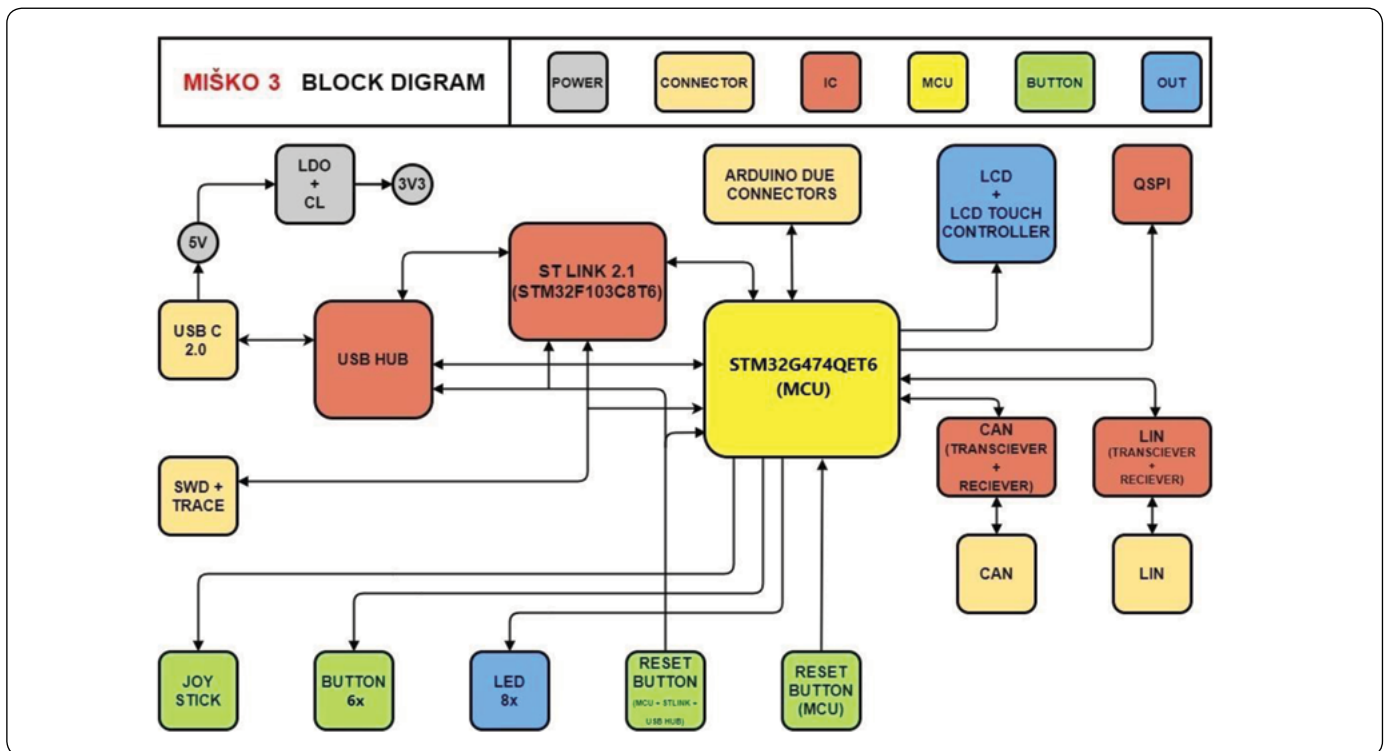 MIŠKO 3 BLOCK DIGRAM
POWER
CONNECTOR
IC
MCU
BUTTON
OUT
LDO
+
CL
3V3
5V
USB C
2.0
USB HUB
ST LINK 2.1
(STM32F103C8T6)
ARDUINO DUE
CONNECTORS
LCD
+
LCD TOUCH
CONTROLLER
QSPI
STM32G474QET6
(MCU)
CAN
(TRANSCIEVER
+
RECIEVER)
LIN
(TRANSCIEVER
+
RECIEVER)
SWD +
TRACE
CAN
LIN
JOY
STICK
BUTTON
6x
LED
8x
RESET
BUTTON
(MCU + STLINK +
USB HUB)
RESET
BUTTON
(MCU)